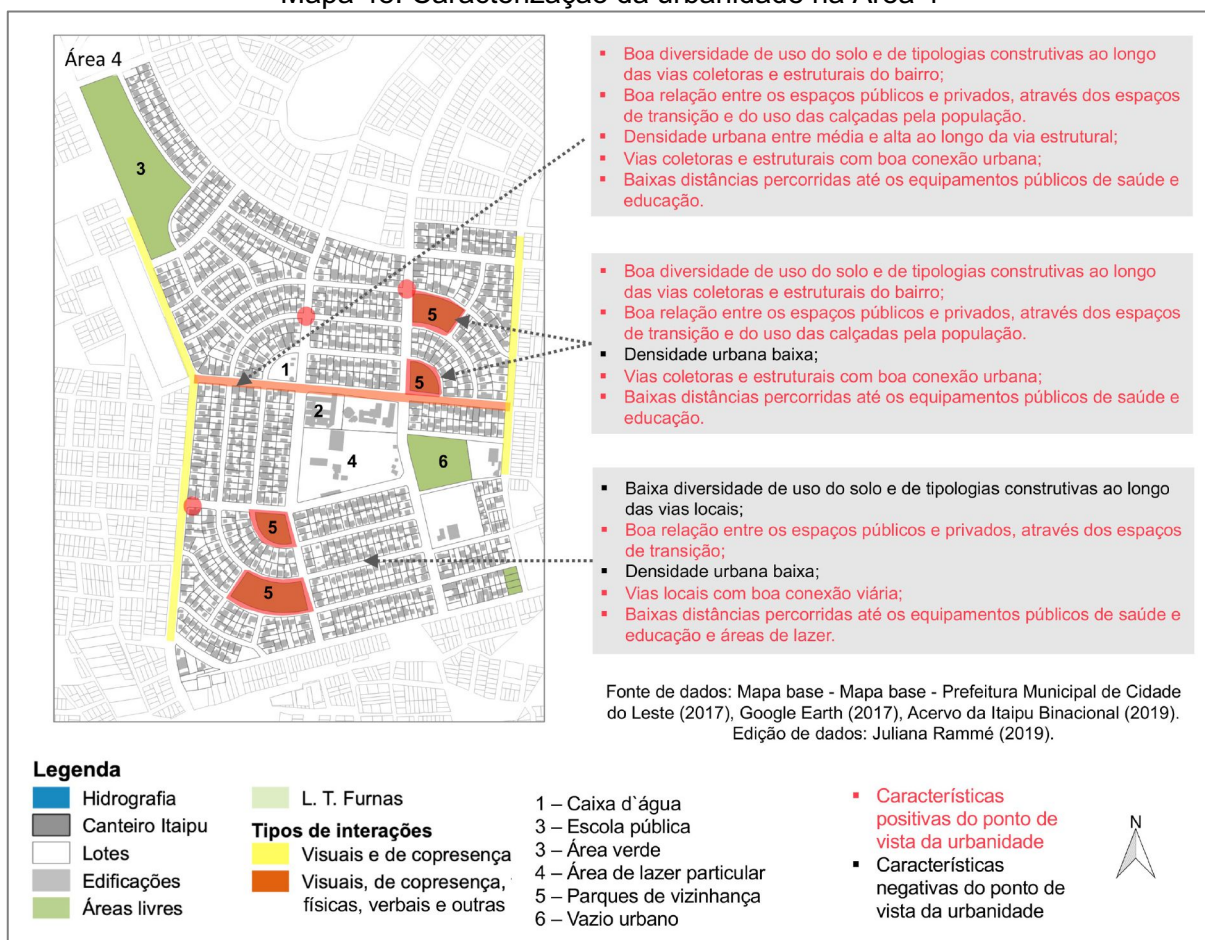 Área 4
3
1
2
4
5
5
6
5
5
▪ Boa diversidade de uso do solo e de tipologias construtivas ao longo
das vias coletoras e estruturais do bairro;
▪ Boa relação entre os espaços públicos e privados, através dos espaços
de transição e do uso das calçadas pela população.
▪ Densidade urbana entre média e alta ao longo da via estrutural;
▪ Vias coletoras e estruturais com boa conexão urbana;
▪ Baixas distâncias percorridas até os equipamentos públicos de saúde e
educação.
▪ Boa diversidade de uso do solo e de tipologias construtivas ao longo
das vias coletoras e estruturais do bairro;
▪ Boa relação entre os espaços públicos e privados, através dos espaços
de transição e do uso das calçadas pela população.
▪ Densidade urbana baixa;
▪ Vias coletoras e estruturais com boa conexão urbana;
▪ Baixas distâncias percorridas até os equipamentos públicos de saúde e
educação.
▪ Baixa diversidade de uso do solo e de tipologias construtivas ao longo
das vias locais;
▪ Boa relação entre os espaços públicos e privados, através dos espaços
de transição;
▪ Densidade urbana baixa;
▪ Vias locais com boa conexão viária;
▪ Baixas distâncias percorridas até os equipamentos públicos de saúde e
educação e áreas de lazer.
Fonte de dados: Mapa base - Mapa base - Prefeitura Municipal de Cidade
do Leste (2017), Google Earth (2017), Acervo da Itaipu Binacional (2019).
Edição de dados: Juliana Rammé (2019).
Legenda
Hidrografia
Canteiro Itaipu
Lotes
Edificações
Áreas livres
L. T. Furnas
Tipos de interações
Visuais e de copresença
Visuais, de copresença,
físicas, verbais e outras
1 – Caixa d`água
3 – Escola pública
3 – Área verde
4 – Área de lazer particular
5 – Parques de vizinhança
6 – Vazio urbano
▪ Características
positivas do ponto de
vista da urbanidade
▪ Características
negativas do ponto de
vista da urbanidade
N